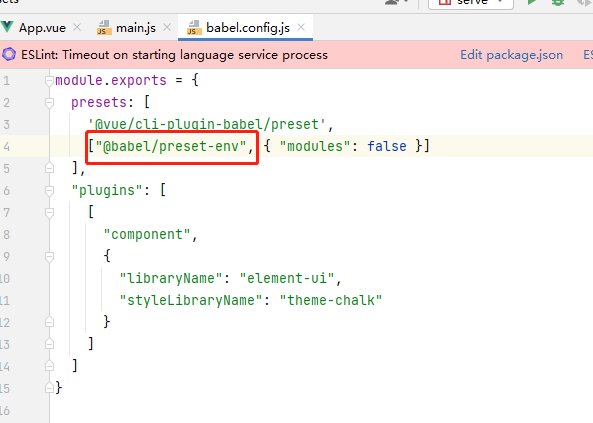 sets
serve
App.vue
main.js
babel.config.js
ESLint: Timeout on starting language service process Edit package.json ES
1 module.exports = {
2 presets: [
3 '@vue/cli-plugin-babel/preset',
4 ["@babel/preset-env", { "modules": false }]
5 ],
6 "plugins": [
7 [
8 "component",
9 {
10 "libraryName": "element-ui",
11 "styleLibraryName": "theme-chalk"
12 }
13 ]
14 ]
15 }
16